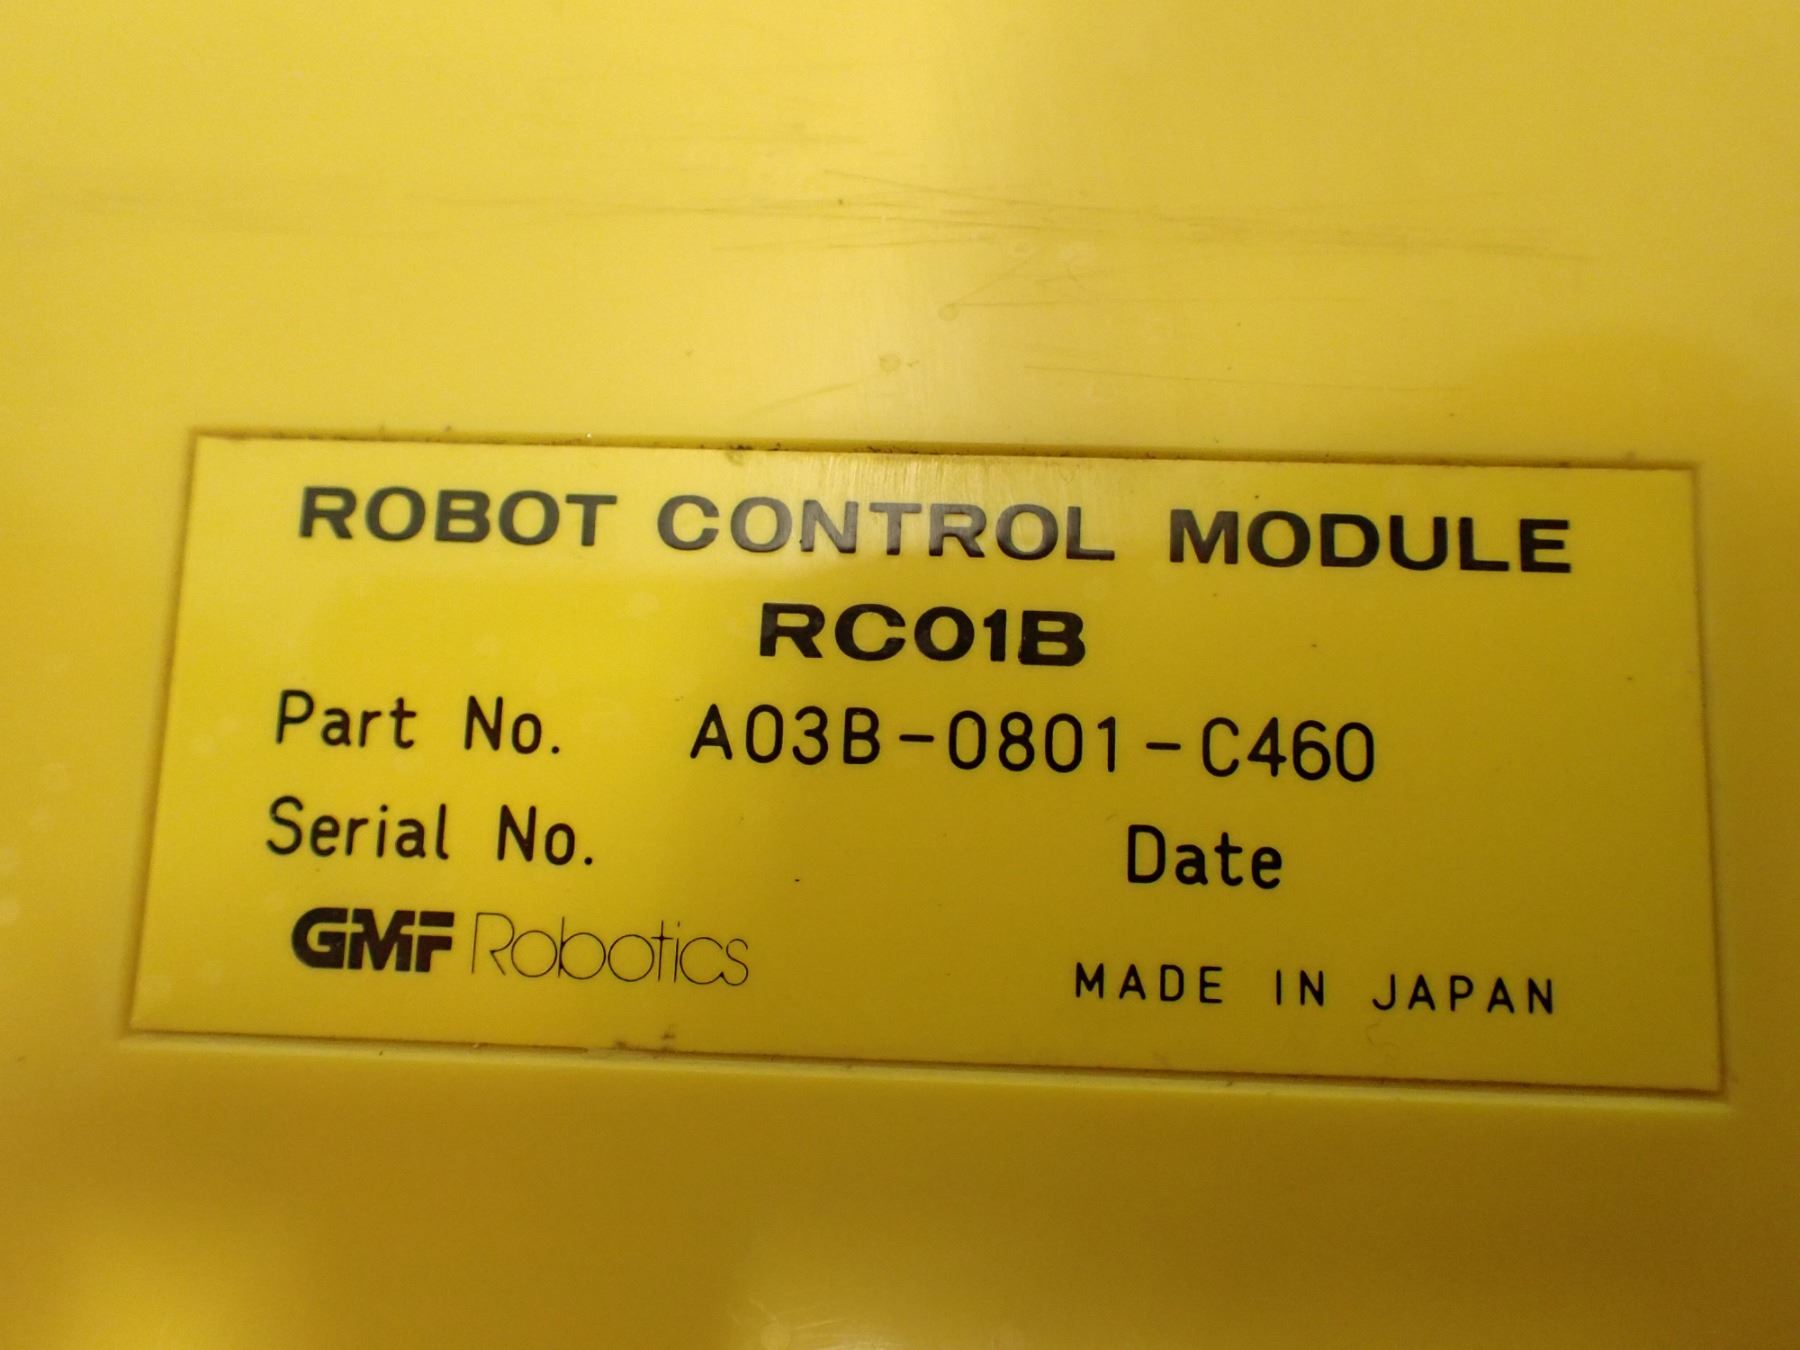 ROBOT CONTROL MODULE
RC01B
Part No. A03B-0801-C460
Serial No. Date
GMF Robotics MADE IN JAPAN